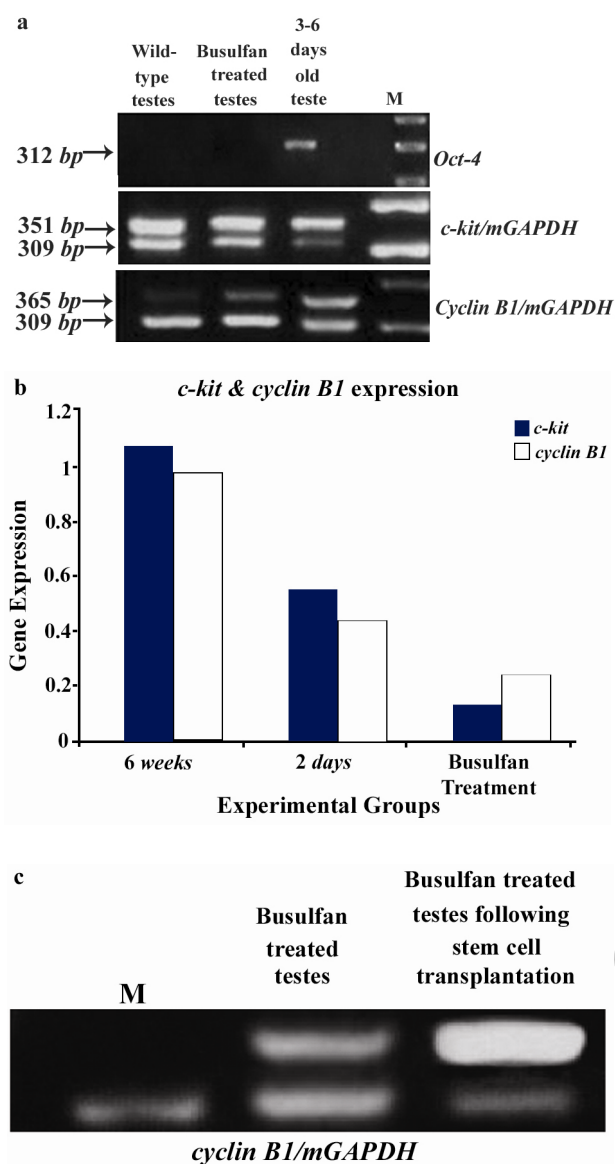 a
Wild-
type
testes
Busulfan
treated
testes
3-6
days
old
teste
M
312 bp
Oct-4
351 bp
309 bp
c-kit/mGAPDH
365 bp
309 bp
Cyclin B1/mGAPDH
b
c-kit & cyclin B1 expression
c-kit
cyclin B1
Gene Expression
1.2
1
0.8
0.6
0.4
0.2
0
6 weeks
2 days
Busulfan
Treatment
Experimental Groups
c
M
Busulfan
treated
testes
Busulfan treated
testes following
stem cell
transplantation
cyclin B1/mGAPDH